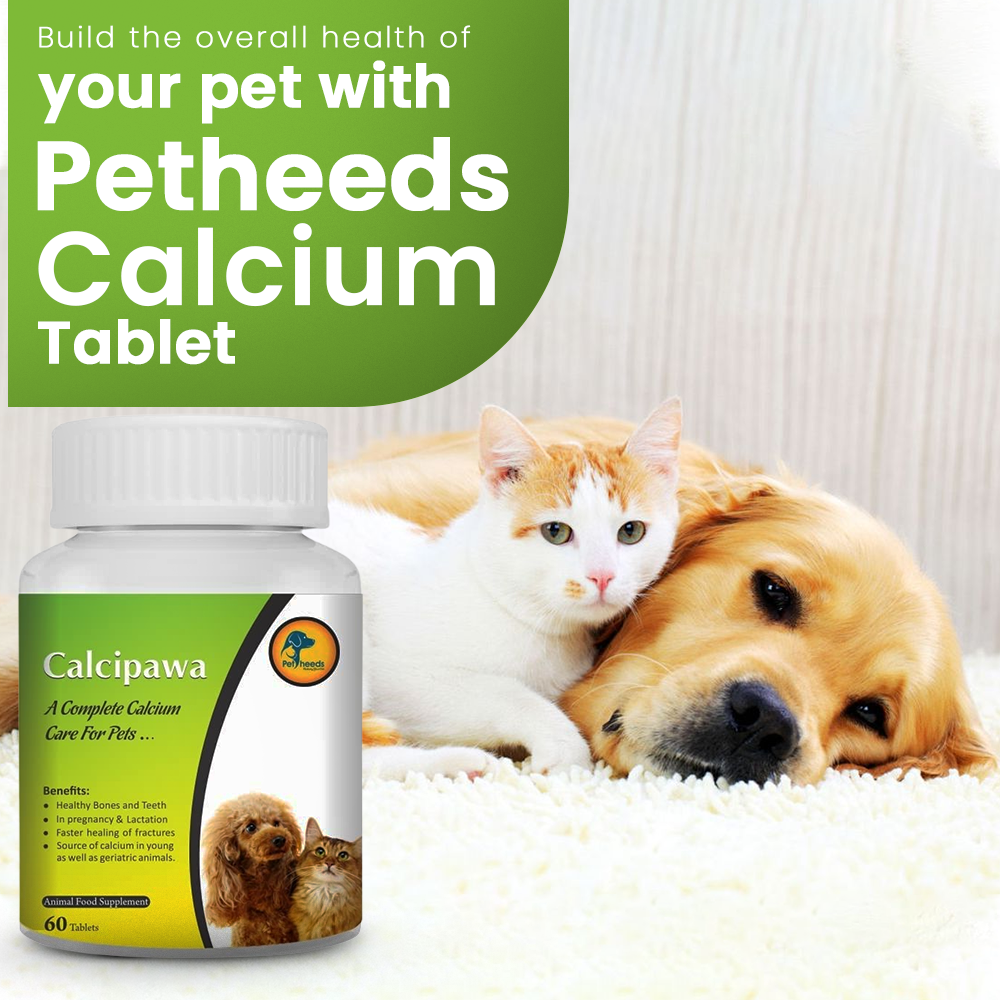 Build the overall health of
your pet with
Petheeds
Calcium
Tablet
Calcipawa
Pet heeds
A Complete Calcium
Care For Pets ...
Benefits:
● Healthy Bones and Teeth
● In pregnancy & Lactation
● Faster healing of fractures
● Source of calcium in young
as well as geriatric animals.
Animal Food Supplement
60 Tablets